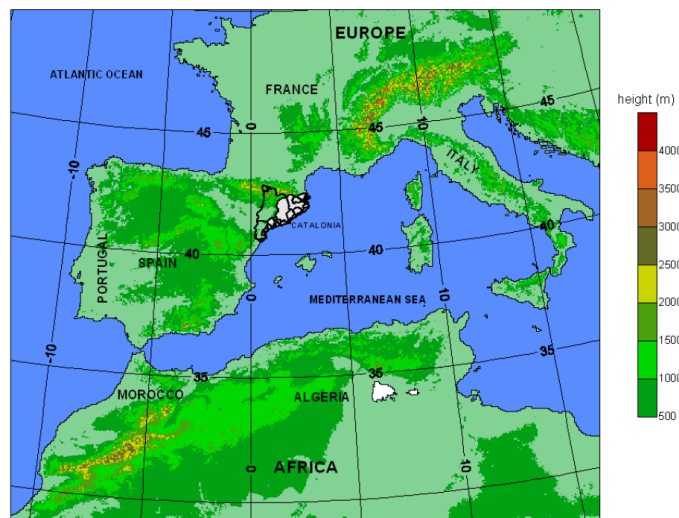 EUROPE
ATLANTIC OCEAN
FRANCE
height (m)
45
10
4000
45
0
45
3500
ITALY
-10
3000
CATALONIA
40
2500
40
40
PORTUGAL
SPAIN
2000
0
MEDITERRANEAN SEA
10
1500
-10
35
35
35
1000
MOROCCO
ALGERIA
500
0
AFRICA
10